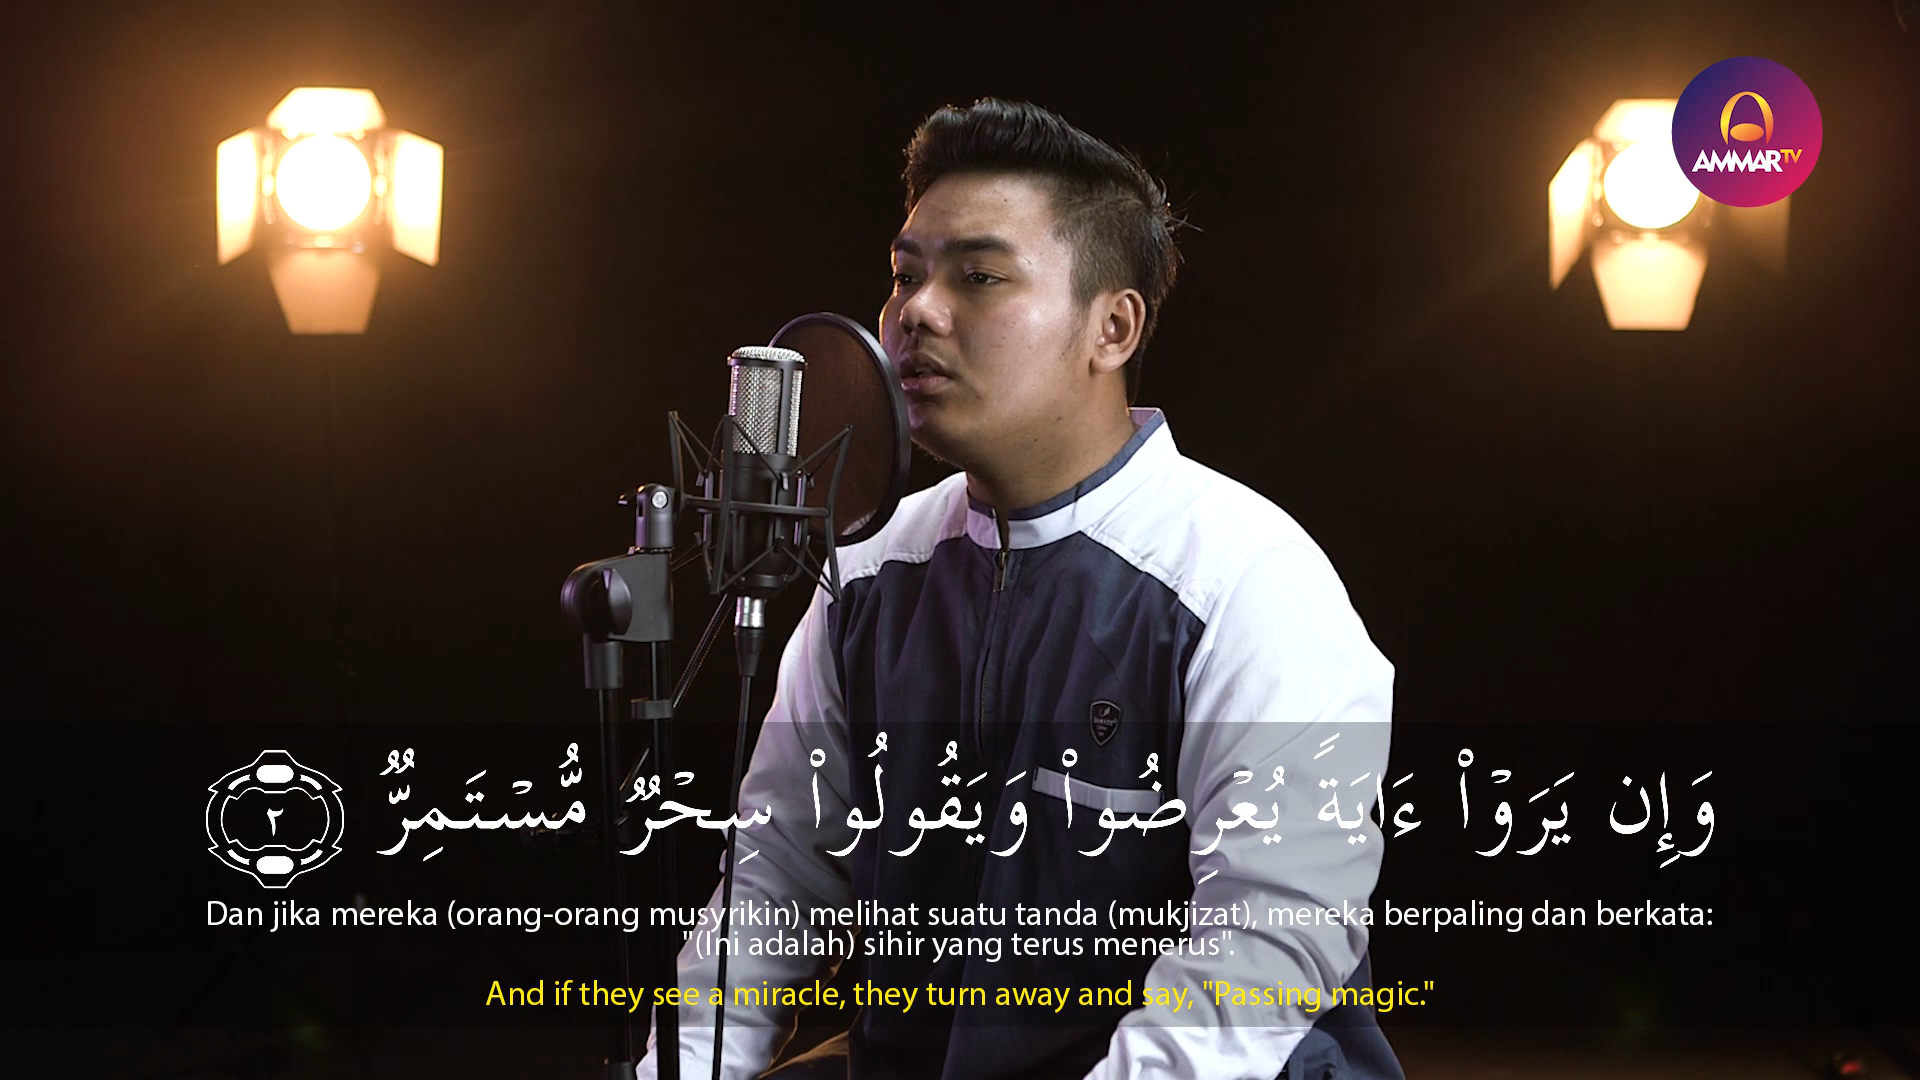 AMMARTV
وَإِن يَرَوْا۟ ءَايَةً يُعْرِضُوا۟ وَيَقُولُوا۟ سِحْرٌ مُّسْتَمِرٌّ ٢
Dan jika mereka (orang-orang musyrikin) melihat suatu tanda (mukjizat), mereka berpaling dan berkata:
"(Ini adalah) sihir yang terus menerus".
And if they see a miracle, they turn away and say, "Passing magic."